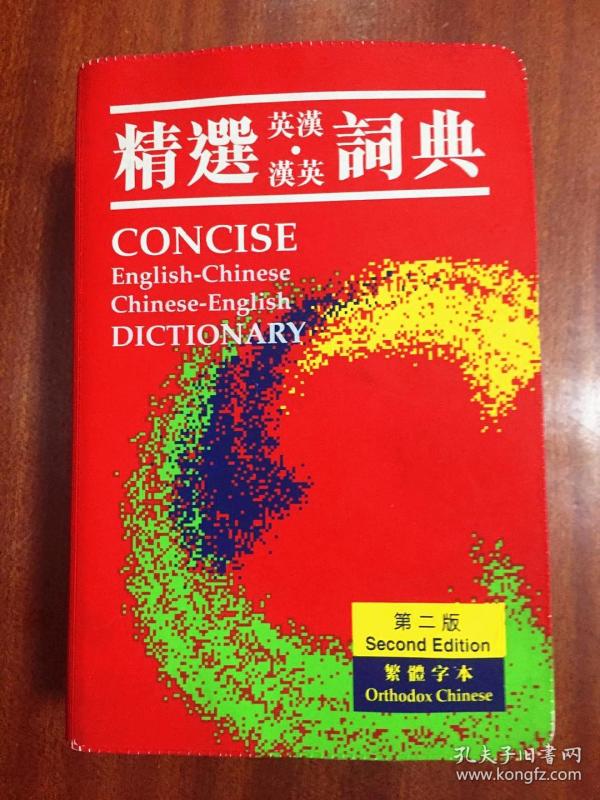 精選 英漢·漢英 詞典
CONCISE
English-Chinese
Chinese-English
DICTIONARY
第二版
Second Edition
繁體字本
Orthodox Chinese
孔夫子旧书网
www.kongfz.com